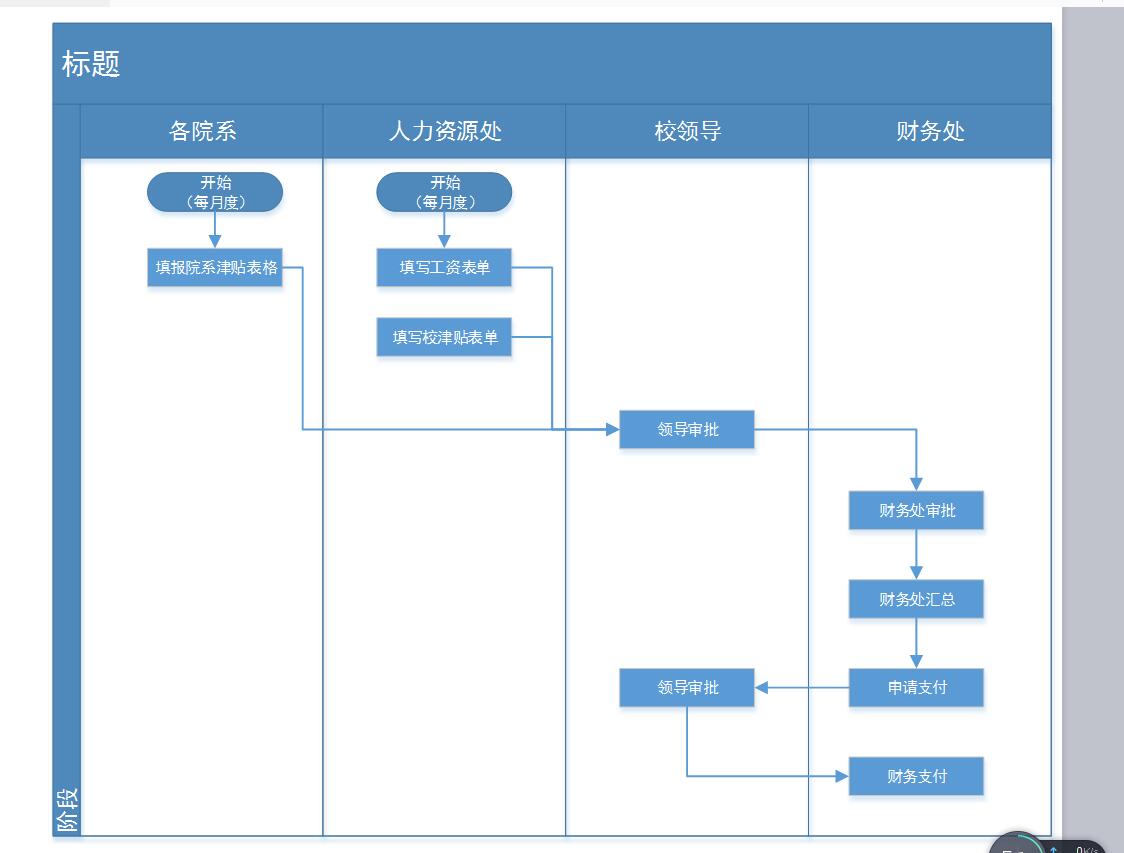 标题
各院系
人力资源处
校领导
财务处
开始
（每月度）
开始
（每月度）
填报院系津贴表格
填写工资表单
填写校津贴表单
领导审批
财务处审批
财务处汇总
领导审批
申请支付
财务支付
阶段
0K/s